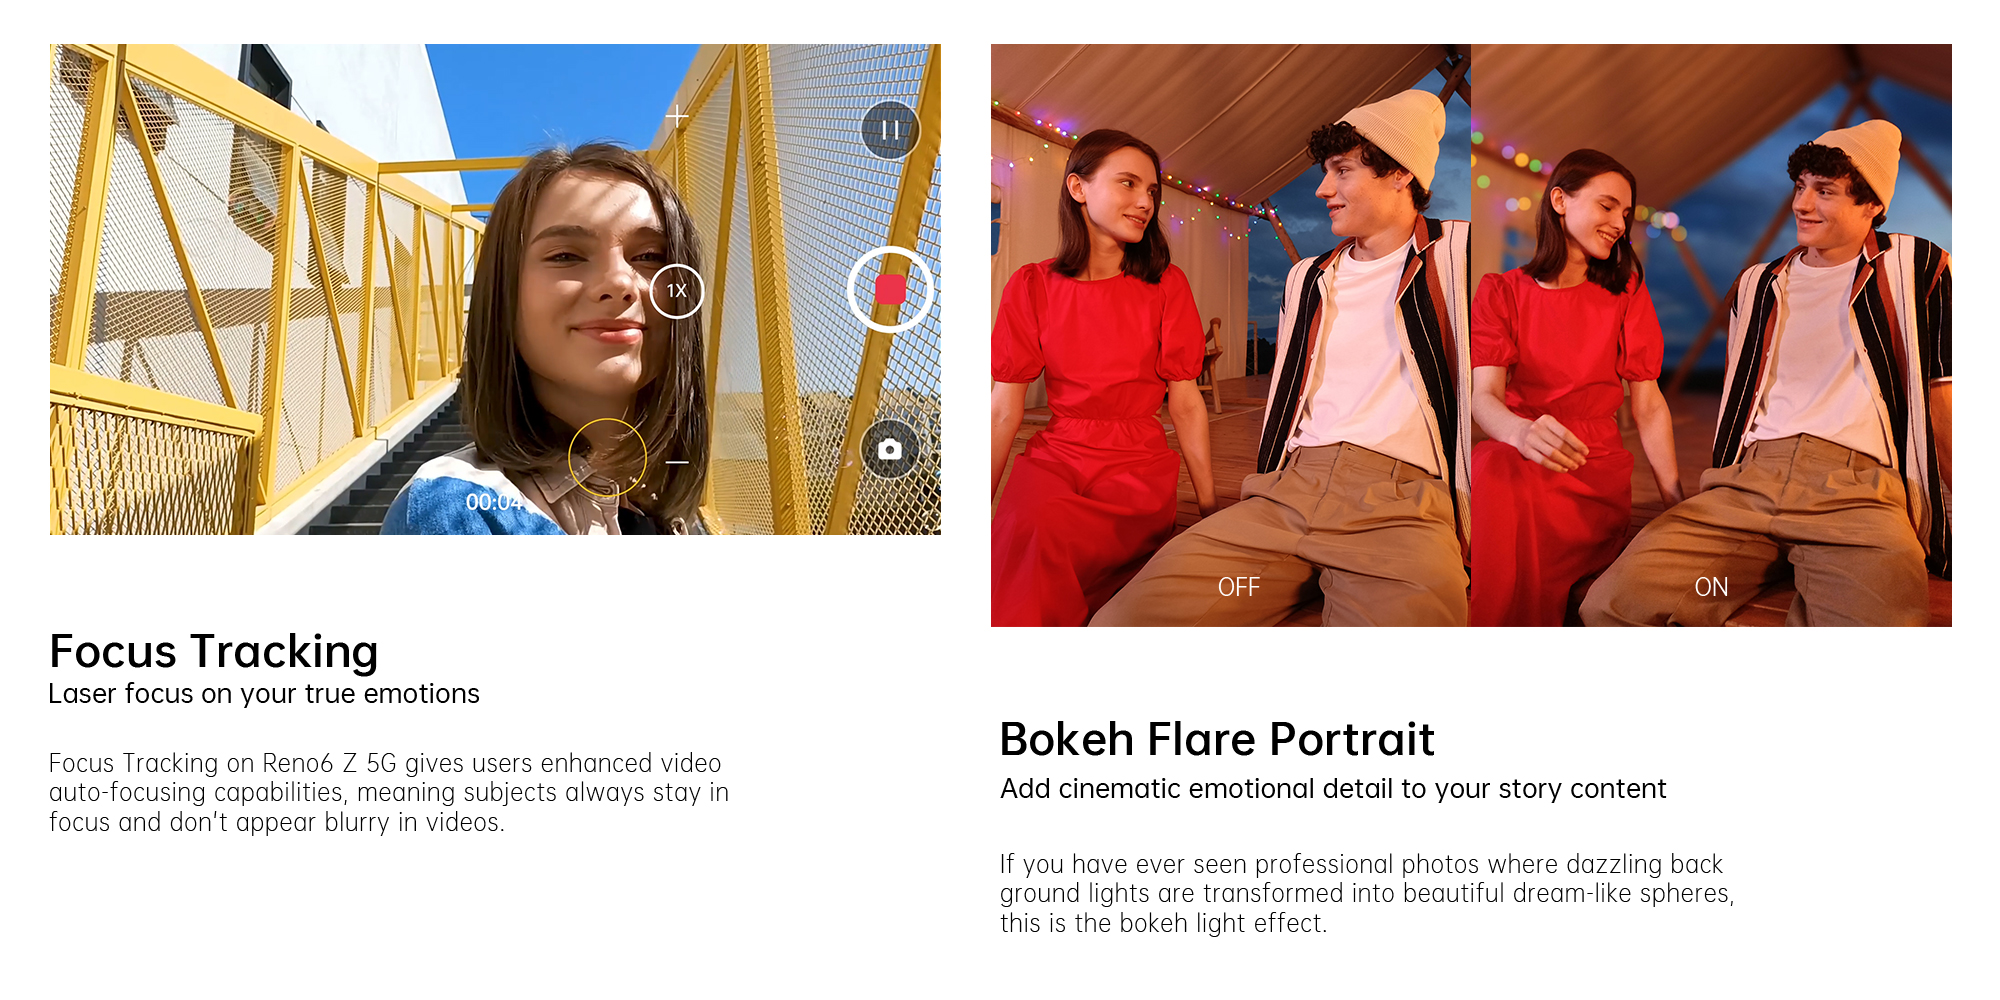 1X
00:04
Focus Tracking
Laser focus on your true emotions
Focus Tracking on Reno6 Z 5G gives users enhanced video
auto-focusing capabilities, meaning subjects always stay in
focus and don't appear blurry in videos.
OFF
ON
Bokeh Flare Portrait
Add cinematic emotional detail to your story content
If you have ever seen professional photos where dazzling back
ground lights are transformed into beautiful dream-like spheres,
this is the bokeh light effect.